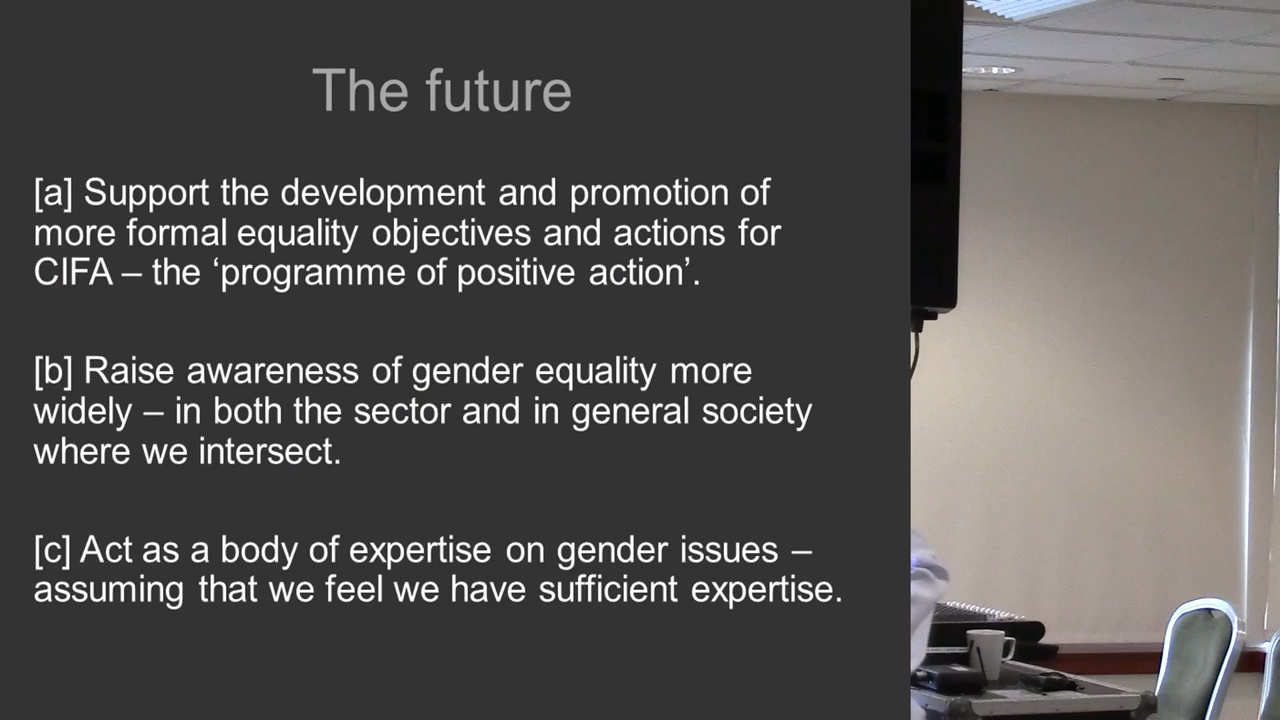 The future
[a] Support the development and promotion of
more formal equality objectives and actions for
CIFA – the ‘programme of positive action’.
[b] Raise awareness of gender equality more
widely – in both the sector and in general society
where we intersect.
[c] Act as a body of expertise on gender issues –
assuming that we feel we have sufficient expertise.